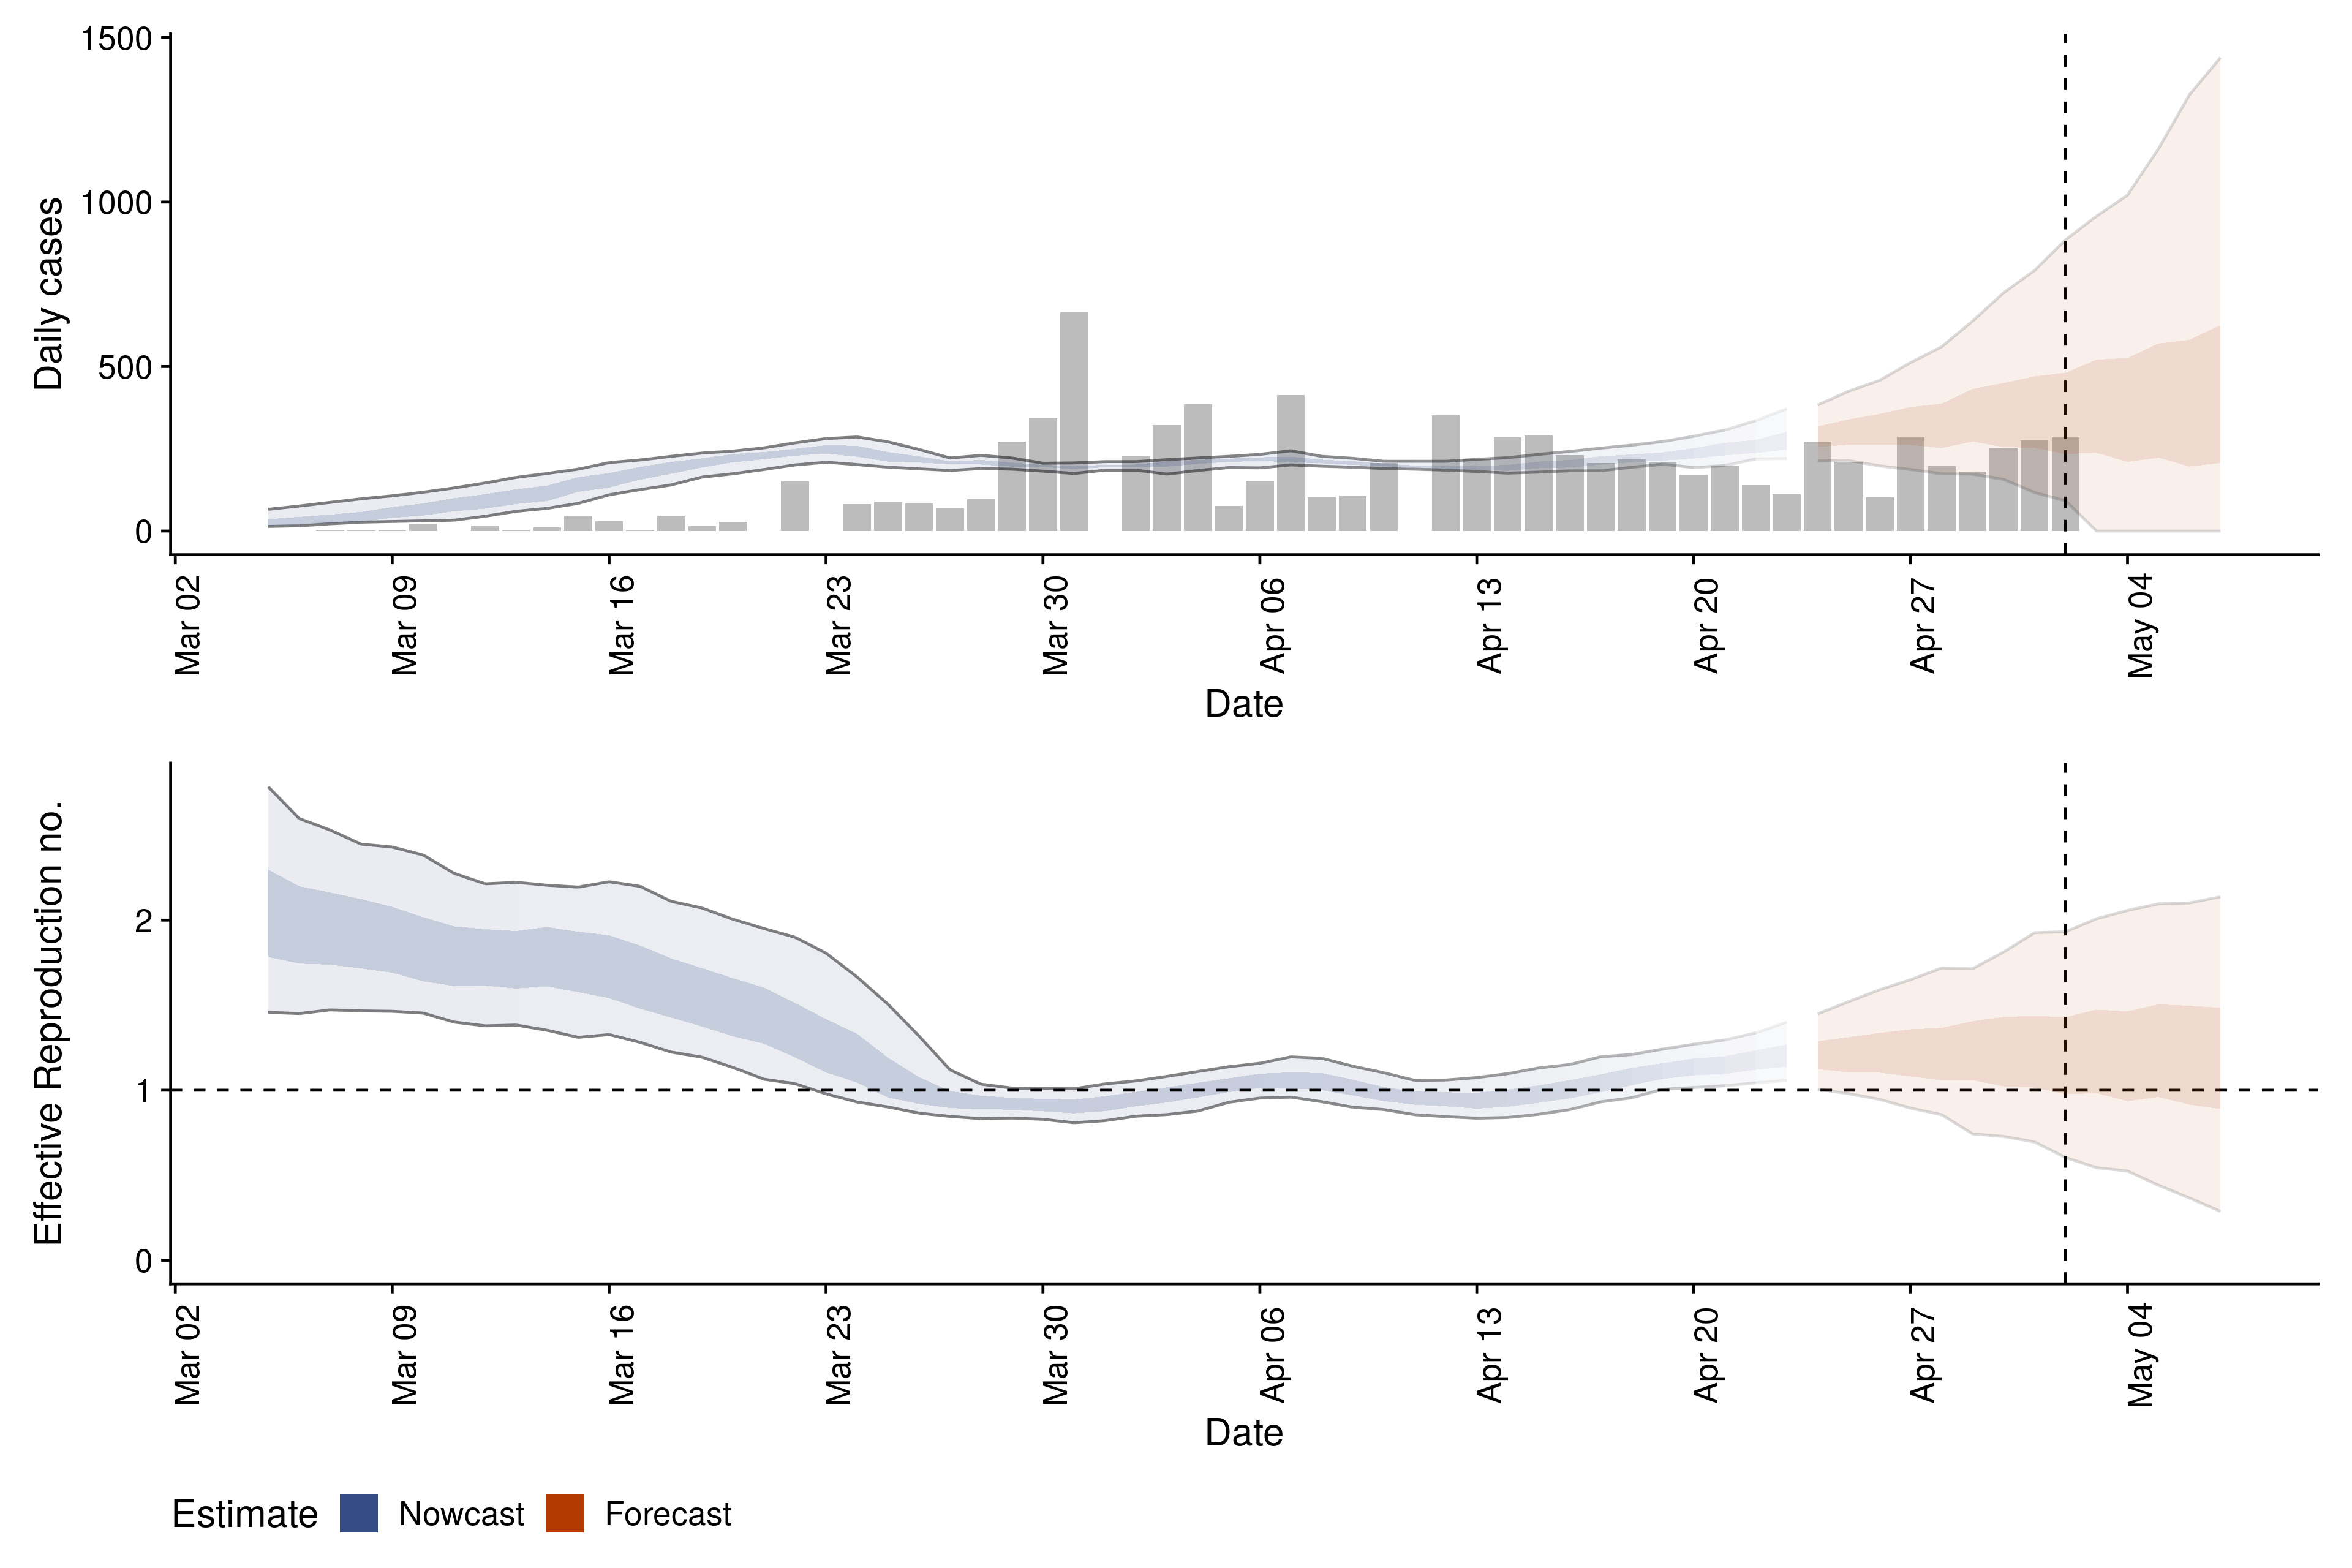 1500
1000
500
0
Daily cases
Mar 02
Mar 09
Mar 16
Mar 23
Mar 30
Apr 06
Apr 13
Apr 20
Apr 27
May 04
Date
2
1
0
Effective Reproduction no.
Mar 02
Mar 09
Mar 16
Mar 23
Mar 30
Apr 06
Apr 13
Apr 20
Apr 27
May 04
Date
Estimate Nowcast Forecast